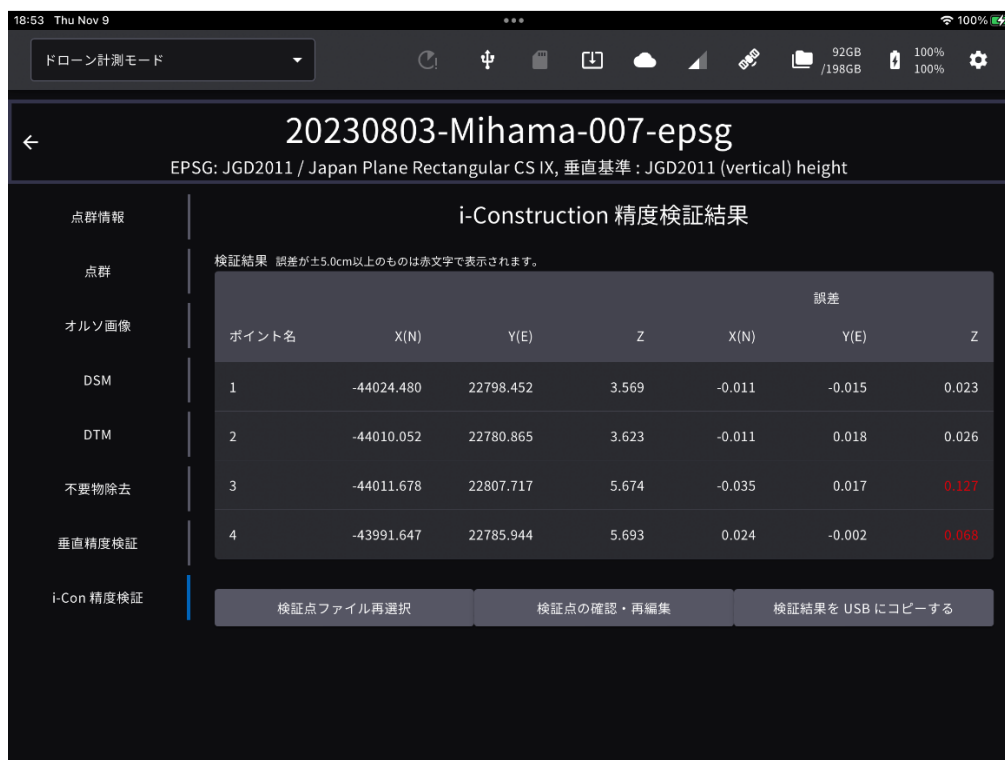 18:53 Thu Nov 9
100%
ドローン計測モード
92GB
/198GB
100%
100%
20230803-Mihama-007-epsg
EPSG: JGD2011 / Japan Plane Rectangular CS IX, 垂直基準 : JGD2011 (vertical) height
点群情報
点群
オルソ画像
DSM
DTM
不要物除去
垂直精度検証
i-Con 精度検証
i-Construction 精度検証結果
検証結果 誤差が±5.0cm以上のものは赤文字で表示されます。
誤差
ポイント名 X(N) Y(E) Z X(N) Y(E) Z
1 -44024.480 22798.452 3.569 -0.011 -0.015 0.023
2 -44010.052 22780.865 3.623 -0.011 0.018 0.026
3 -44011.678 22807.717 5.674 -0.035 0.017 0.127
4 -43991.647 22785.944 5.693 0.024 -0.002 0.068
検証点ファイル再選択 検証点の確認・再編集 検証結果を USB にコピーする